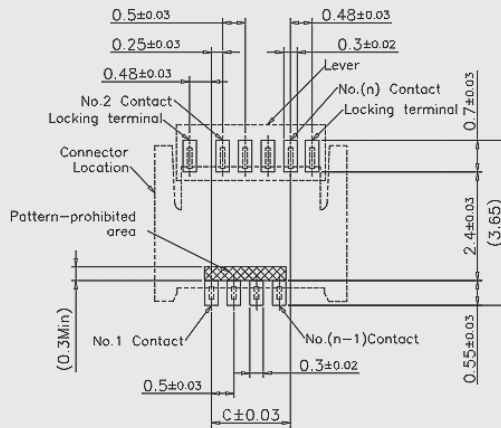 0.5±0.03
0.48±0.03
0.25±0.03
0.3±0.02
0.48±0.03
Lever
No.2 Contact
No.(n) Contact
Locking terminal
Locking terminal
0.7±0.03
Connector
Location
Pattern-prohibited
area
2.4±0.03
(3.65)
(0.3Min)
No.1 Contact
No.(n-1)Contact
0.3±0.02
0.55±0.03
0.5±0.03
C±0.03